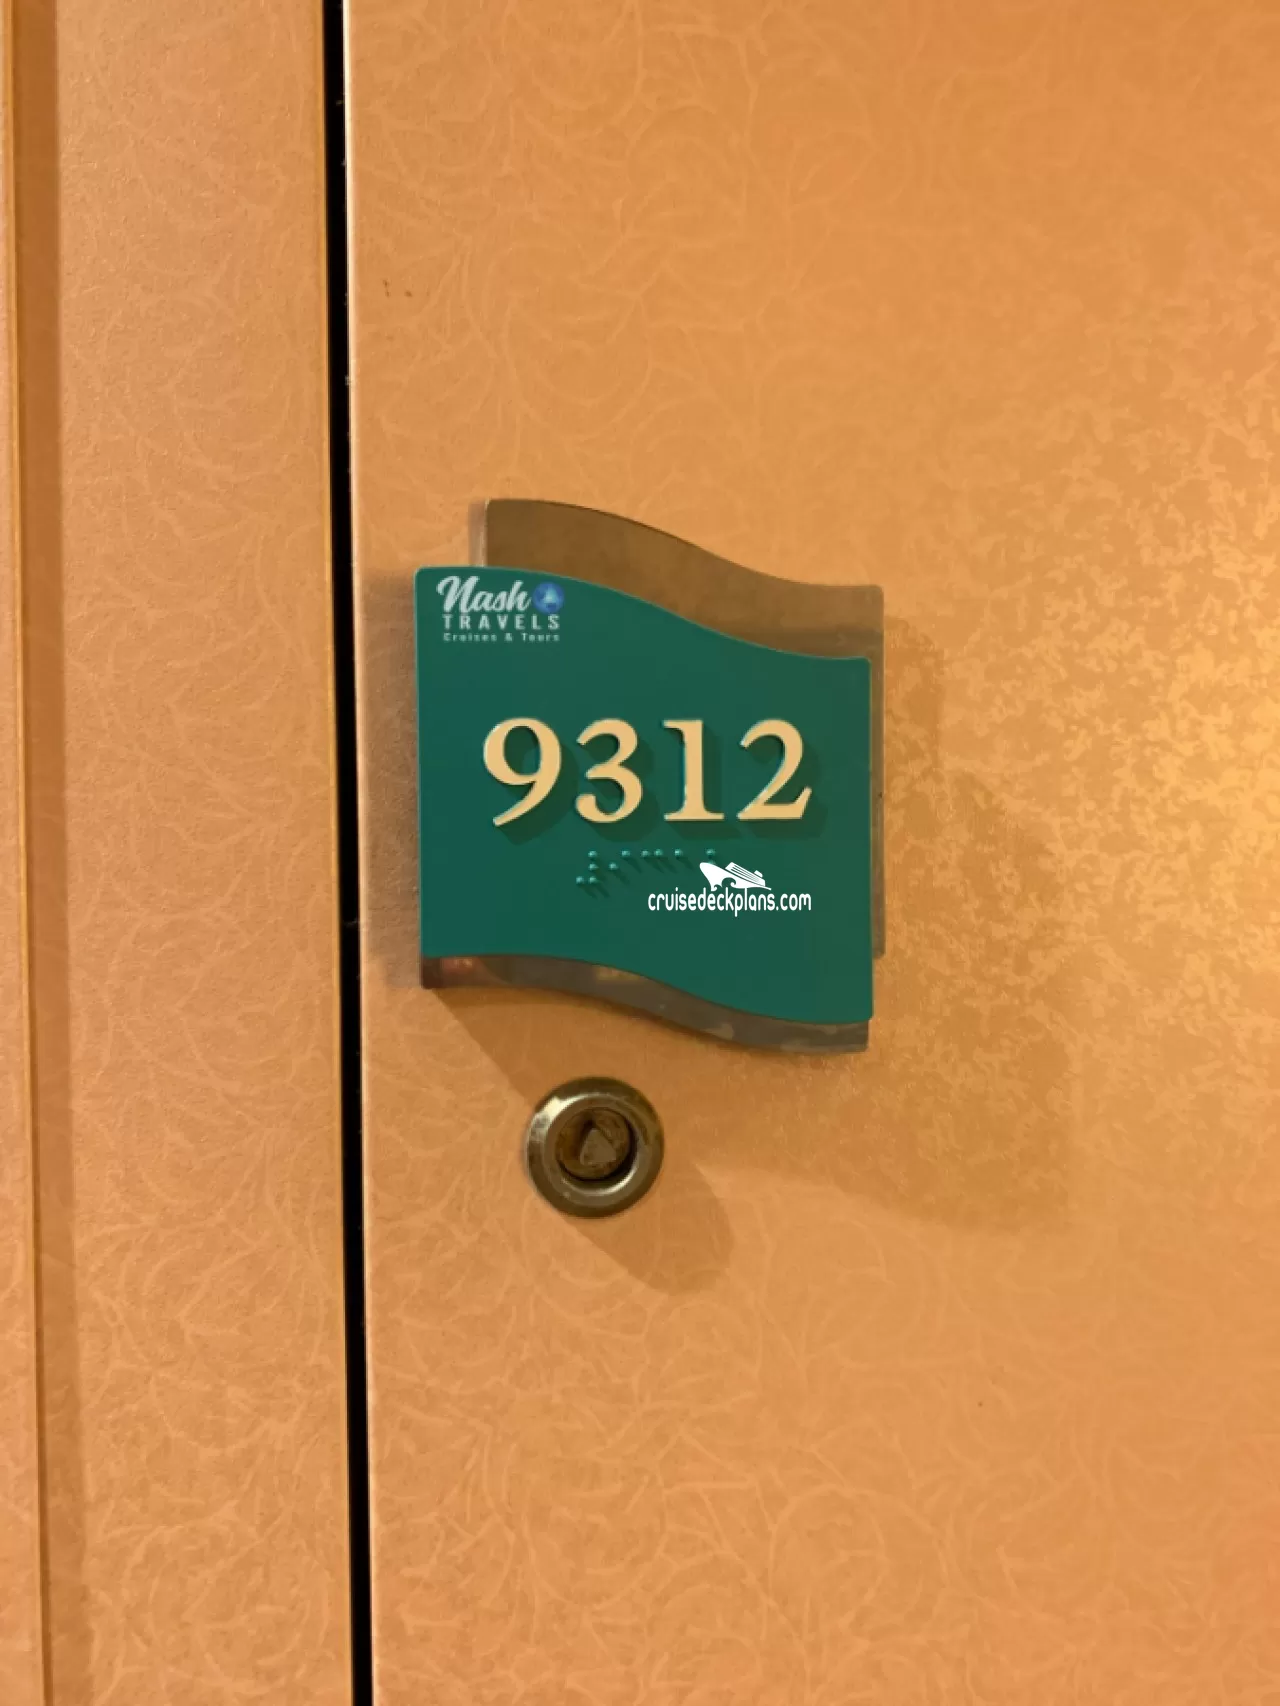 Nash
TRAVELS
Cruises & Tours
9312
cruisedeckplans.com